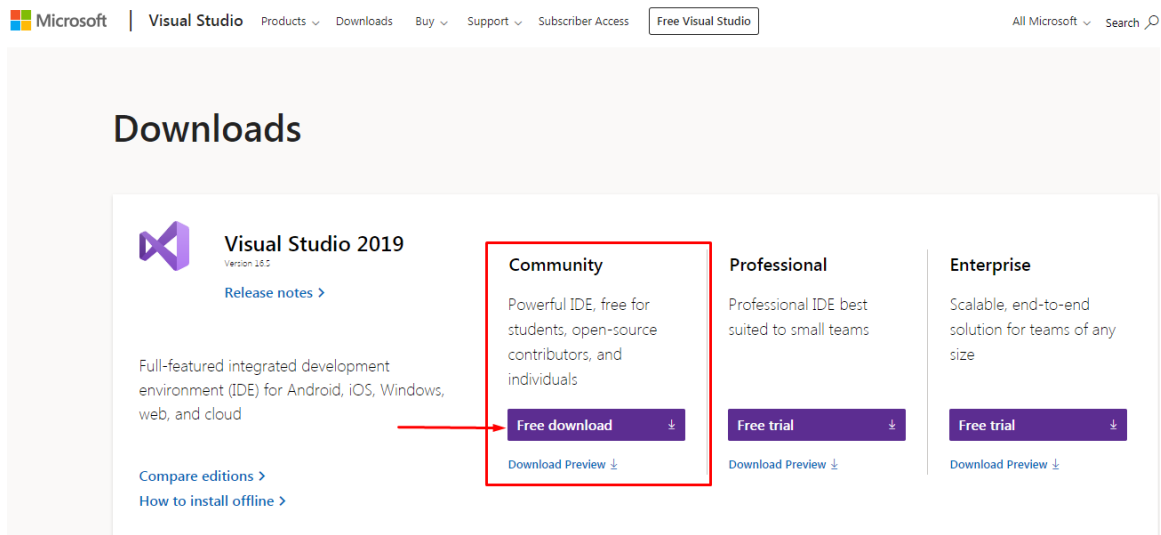 Microsoft | Visual Studio Products Downloads Buy Support Subscriber Access Free Visual Studio All Microsoft Search
Downloads
Visual Studio 2019
Version 16.5
Release notes >
Full-featured integrated development
environment (IDE) for Android, iOS, Windows,
web, and cloud
Compare editions >
How to install offline >
Community
Powerful IDE, free for
students, open-source
contributors, and
individuals
Free download
Download Preview
Professional
Professional IDE best
suited to small teams
Free trial
Download Preview
Enterprise
Scalable, end-to-end
solution for teams of any
size
Free trial
Download Preview